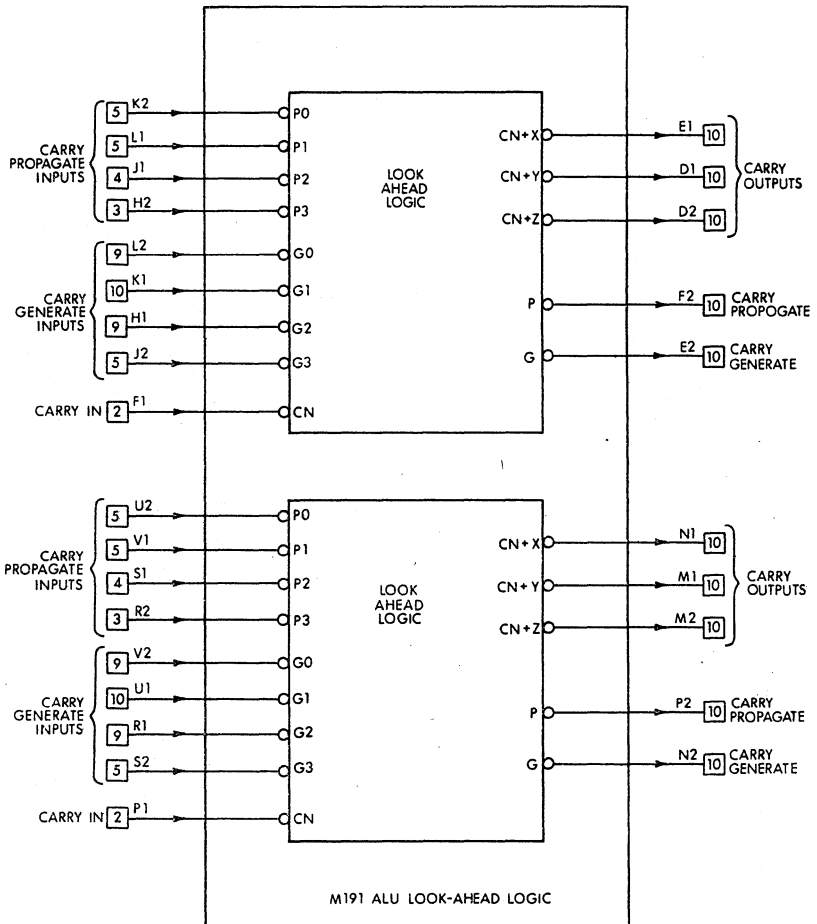 5 K2 P0
5 L1 P1
4 J1 P2
3 H2 P3
CARRY
PROPAGATE
INPUTS
9 L2 G0
10 K1 G1
9 H1 G2
5 J2 G3
CARRY
GENERATE
INPUTS
CARRY IN 2 F1 CN
LOOK
AHEAD
LOGIC
CN+X E1 10
CN+Y D1 10
CN+Z D2 10
CARRY
OUTPUTS
P F2 10 CARRY
PROPOGATE
G E2 10 CARRY
GENERATE
5 U2 P0
5 V1 P1
4 S1 P2
3 R2 P3
CARRY
PROPAGATE
INPUTS
9 V2 G0
10 U1 G1
9 R1 G2
5 S2 G3
CARRY
GENERATE
INPUTS
CARRY IN 2 P1 CN
LOOK
AHEAD
LOGIC
CN+X N1 10
CN+Y M1 10
CN+Z M2 10
CARRY
OUTPUTS
P P2 10 CARRY
PROPAGATE
G N2 10 CARRY
GENERATE
M191 ALU LOOK-AHEAD LOGIC